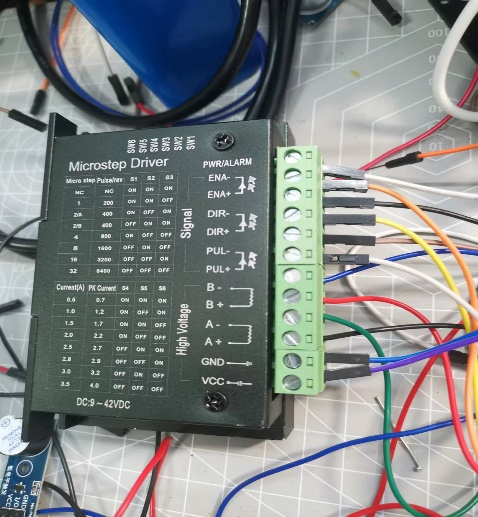 SW6
SW5
SW4
SW3
SW2
SW1
Microstep Driver
PWR/ALARM
Micro step Pulse/rev S1 S2 S3
NC NC ON ON ON
1 200 ON ON OFF
2/A 400 ON OFF ON
2/B 400 OFF ON ON
4 800 ON OFF OFF
8 1600 OFF ON OFF
16 3200 OFF OFF ON
32 6400 OFF OFF OFF
Current(A) PK Current S4 S5 S6
0.5 0.7 ON ON ON
1.0 1.2 ON OFF ON
1.5 1.7 ON ON OFF
2.0 2.2 ON OFF OFF
2.5 2.7 OFF ON ON
2.8 2.9 OFF OFF ON
3.0 3.2 OFF ON OFF
3.5 4.0 OFF OFF OFF
DC:9～42VDC
Signal
ENA-
ENA+
DIR-
DIR+
PUL-
PUL+
High Voltage
B -
B +
A -
A +
GND
VCC
GND
I/O
VCC